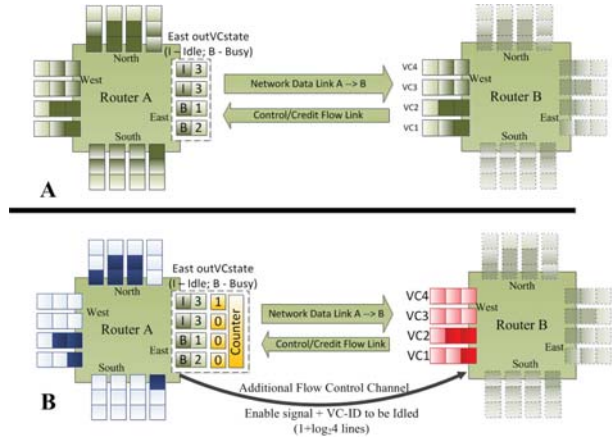 East outVCstate
(I – Idle; B - Busy)
North
West
Router A
East
South
I 3
I 3
B 1
B 2
Network Data Link A --> B
Control/Credit Flow Link
VC4
VC3
VC2
VC1
North
West
Router B
East
South
A
East outVCstate
(I – Idle; B - Busy)
North
West
Router A
East
South
I 3 1
I 3 0
B 1 0
B 2 0
Counter
Network Data Link A --> B
Control/Credit Flow Link
VC4
VC3
VC2
VC1
North
West
Router B
East
South
B
Additional Flow Control Channel
Enable signal + VC-ID to be Idled
(1+log₂4 lines)